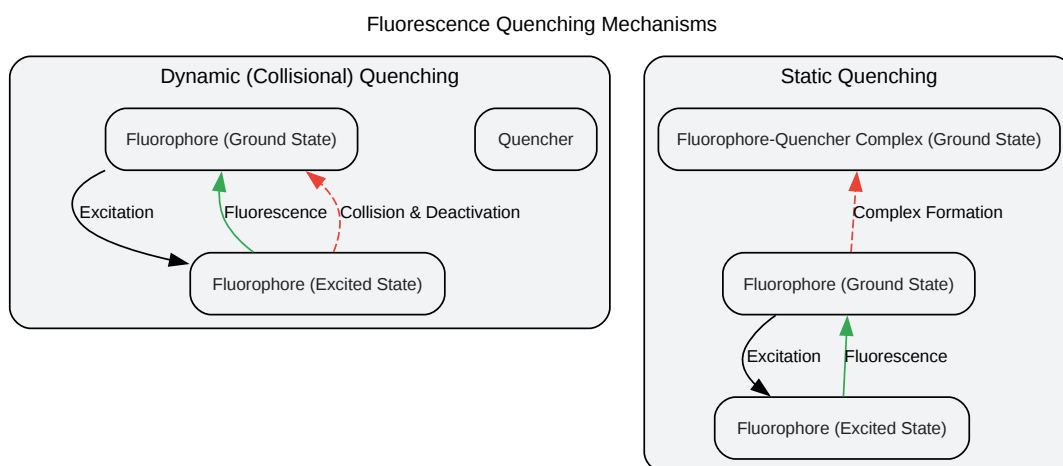 Fluorescence Quenching Mechanisms
Dynamic (Collisional) Quenching
Fluorophore (Ground State)
Quencher
Excitation
Fluorescence
Collision & Deactivation
Fluorophore (Excited State)
Static Quenching
Fluorophore-Quencher Complex (Ground State)
Complex Formation
Fluorophore (Ground State)
Excitation
Fluorescence
Fluorophore (Excited State)